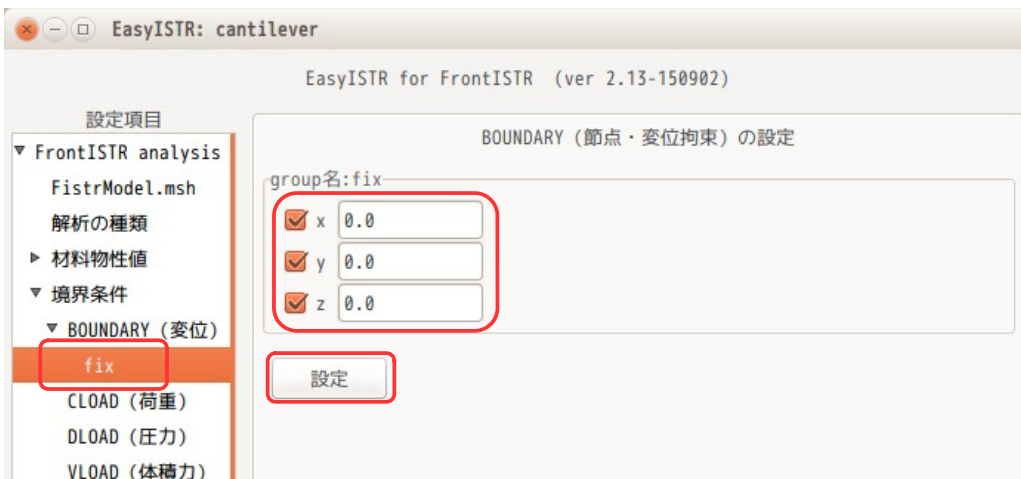 EasyISTR: cantilever
EasyISTR for FrontISTR (ver 2.13-150902)
設定項目
FrontISTR analysis
FistrModel.msh
解析の種類
材料物性値
境界条件
BOUNDARY (変位)
fix
CLOAD (荷重)
DLOAD (圧力)
VLOAD (体積力)
BOUNDARY (節点・変位拘束) の設定
group名:fix
x 0.0
y 0.0
z 0.0
設定